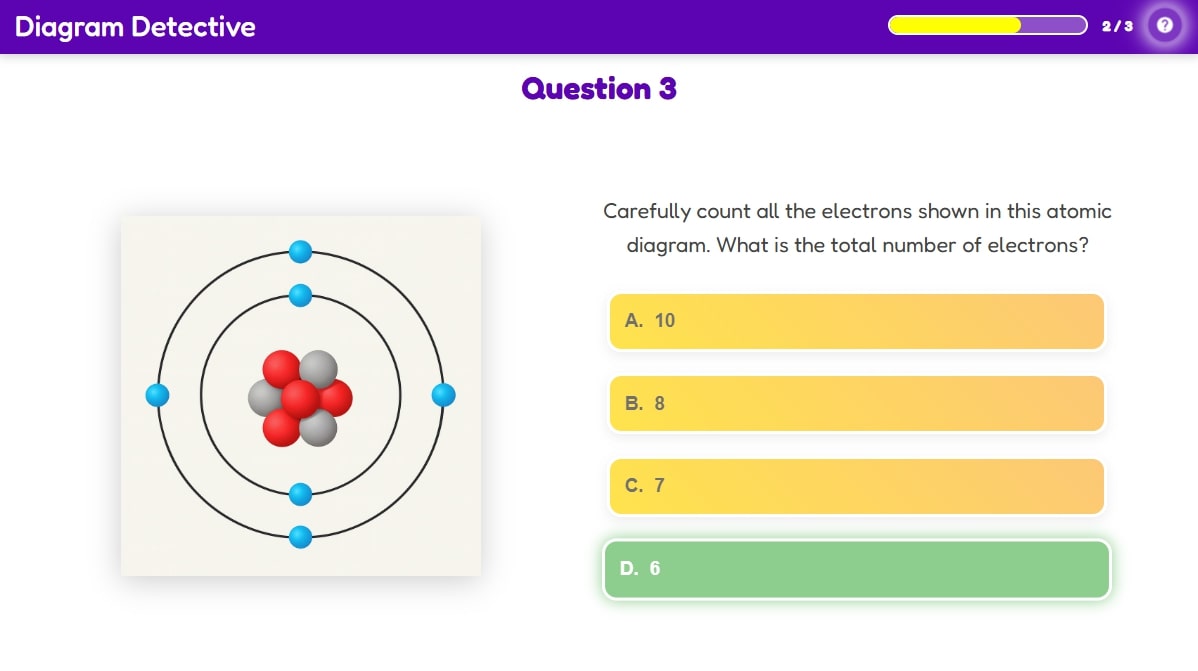 Diagram Detective
2 / 3
?
Question 3
Carefully count all the electrons shown in this atomic
diagram. What is the total number of electrons?
A. 10
B. 8
C. 7
D. 6